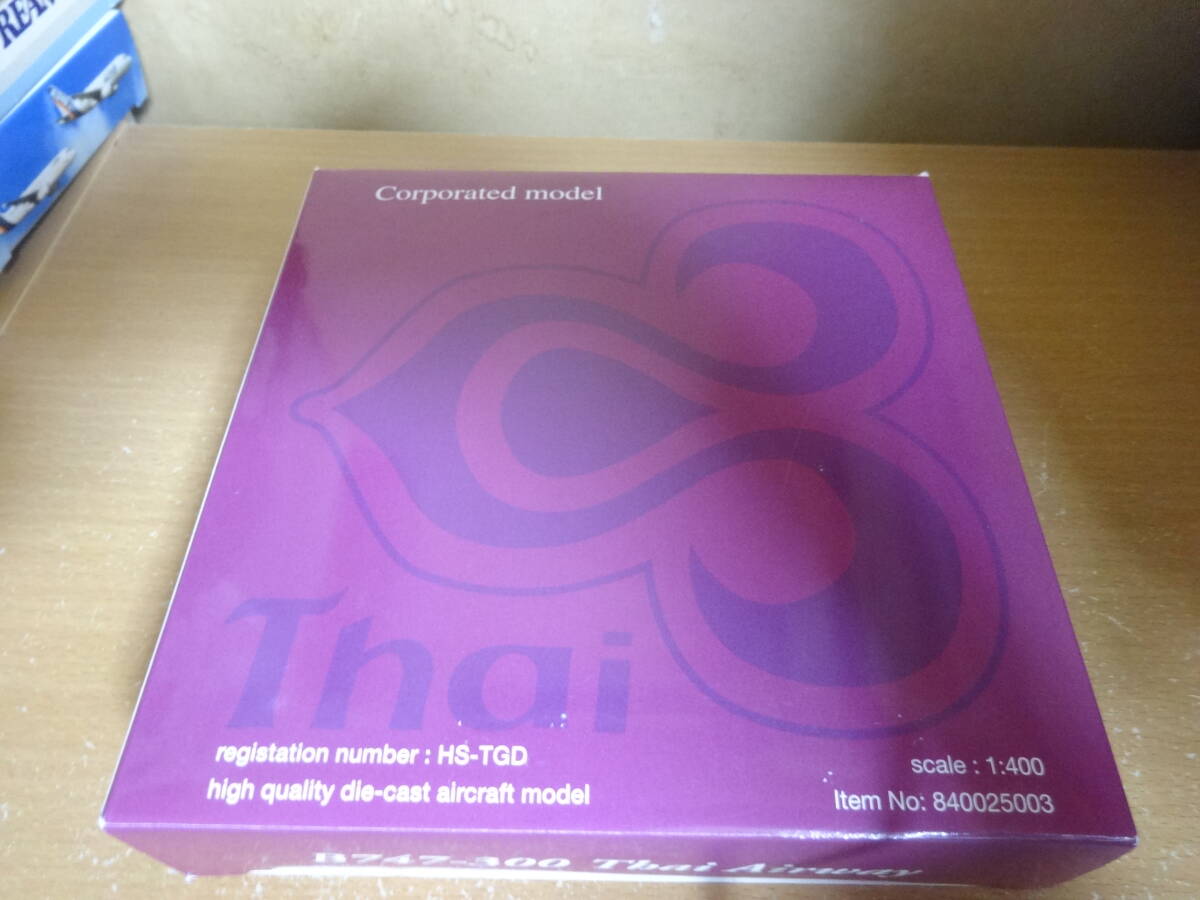 Corporated model
Thai
registation number : HS-TGD
high quality die-cast aircraft model
scale : 1:400
Item No: 840025003
B747-300 Thai Airway